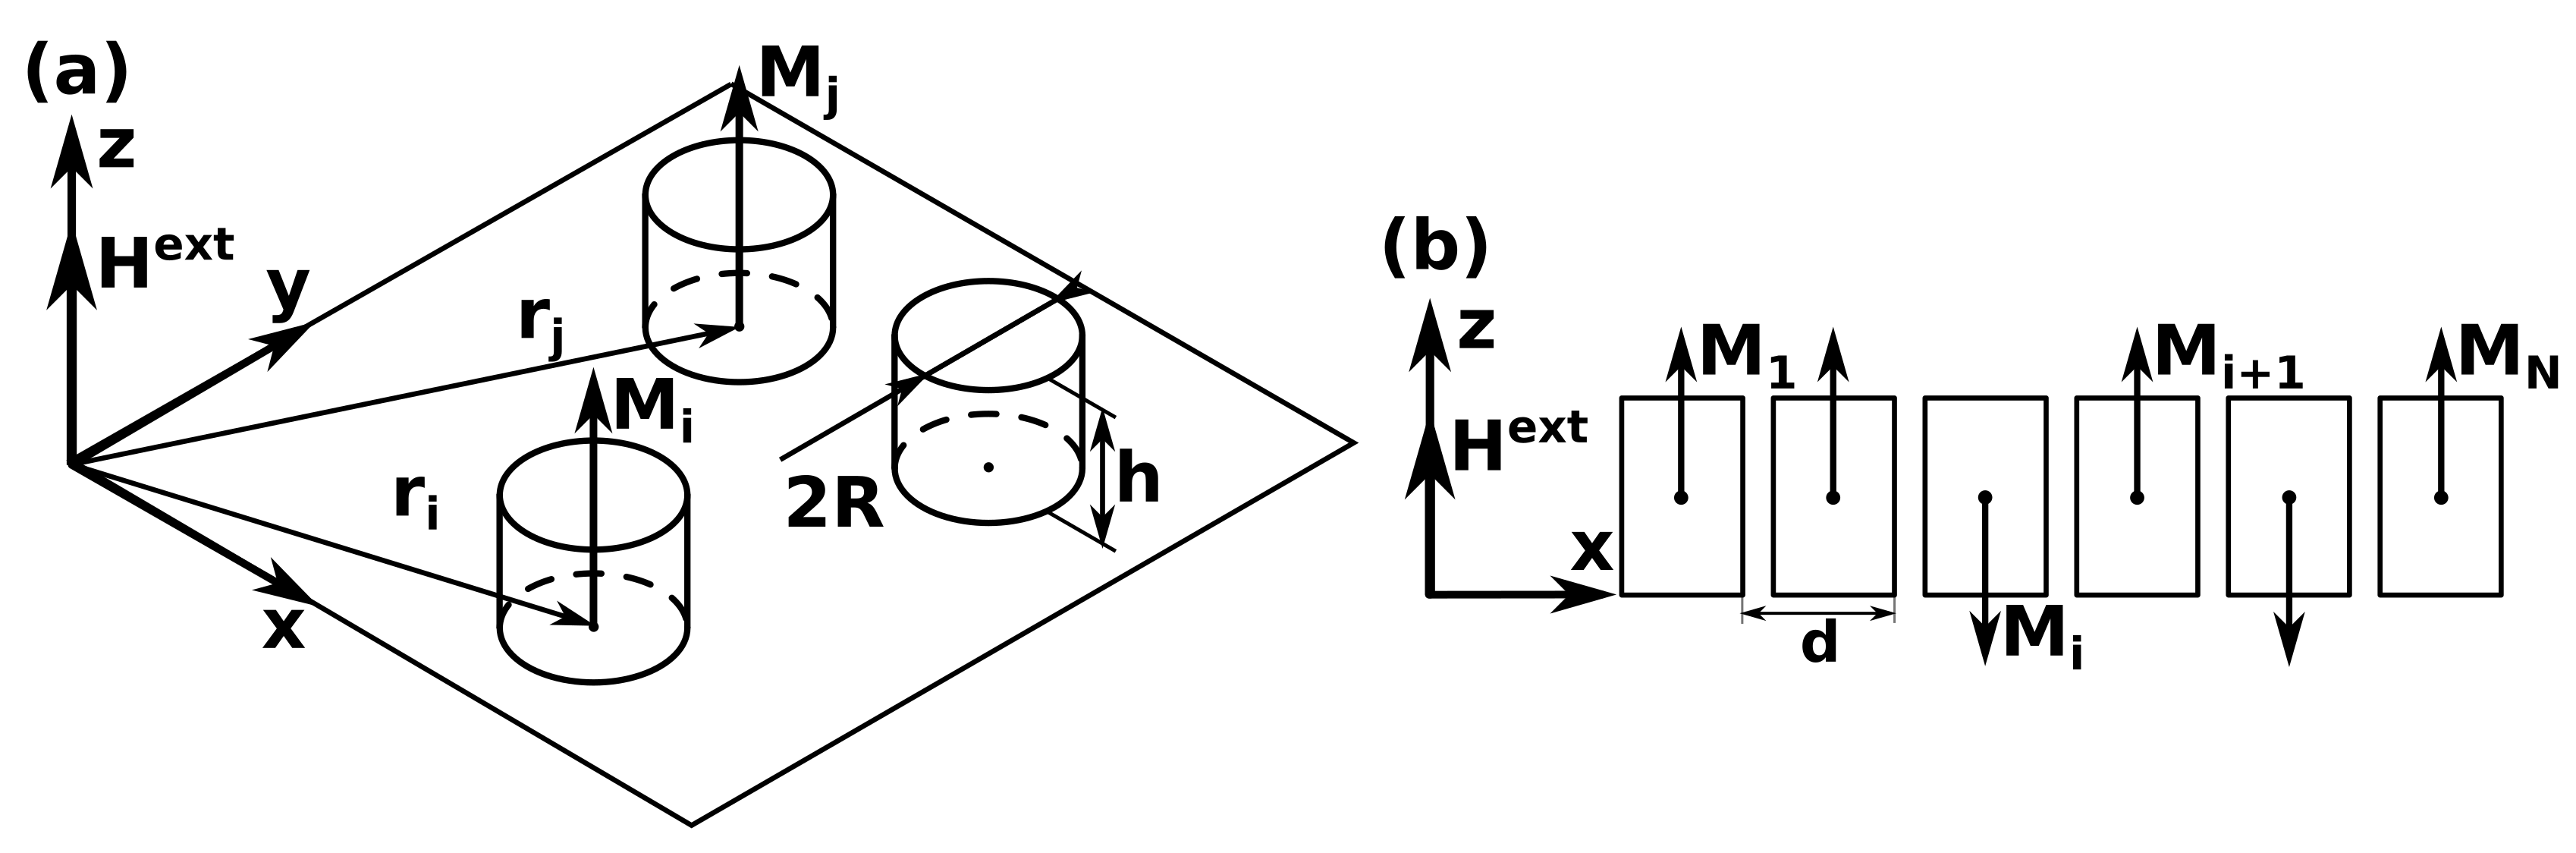 (a)
z
H^ext
y
x
r_j
r_i
M_j
M_i
2R
h
(b)
z
H^ext
x
M_1
M_i+1
M_N
M_i
d